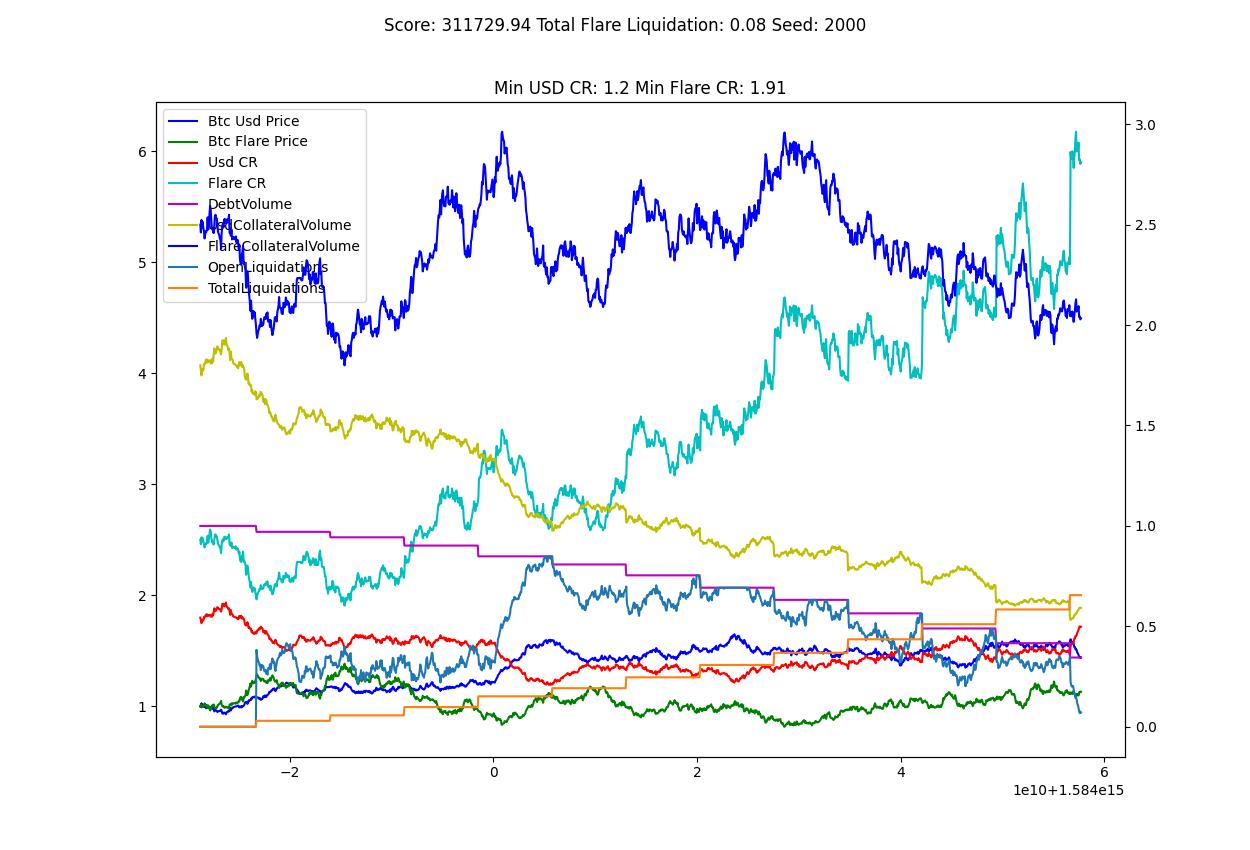 Score: 311729.94 Total Flare Liquidation: 0.08 Seed: 2000
Min USD CR: 1.2 Min Flare CR: 1.91
Btc Usd Price
Btc Flare Price
Usd CR
Flare CR
DebtVolume
UsdCollateralVolume
FlareCollateralVolume
OpenLiquidations
TotalLiquidations
6
5
4
3
2
1
3.0
2.5
2.0
1.5
1.0
0.5
0.0
−2
0
2
4
6
1e10+1.584e15